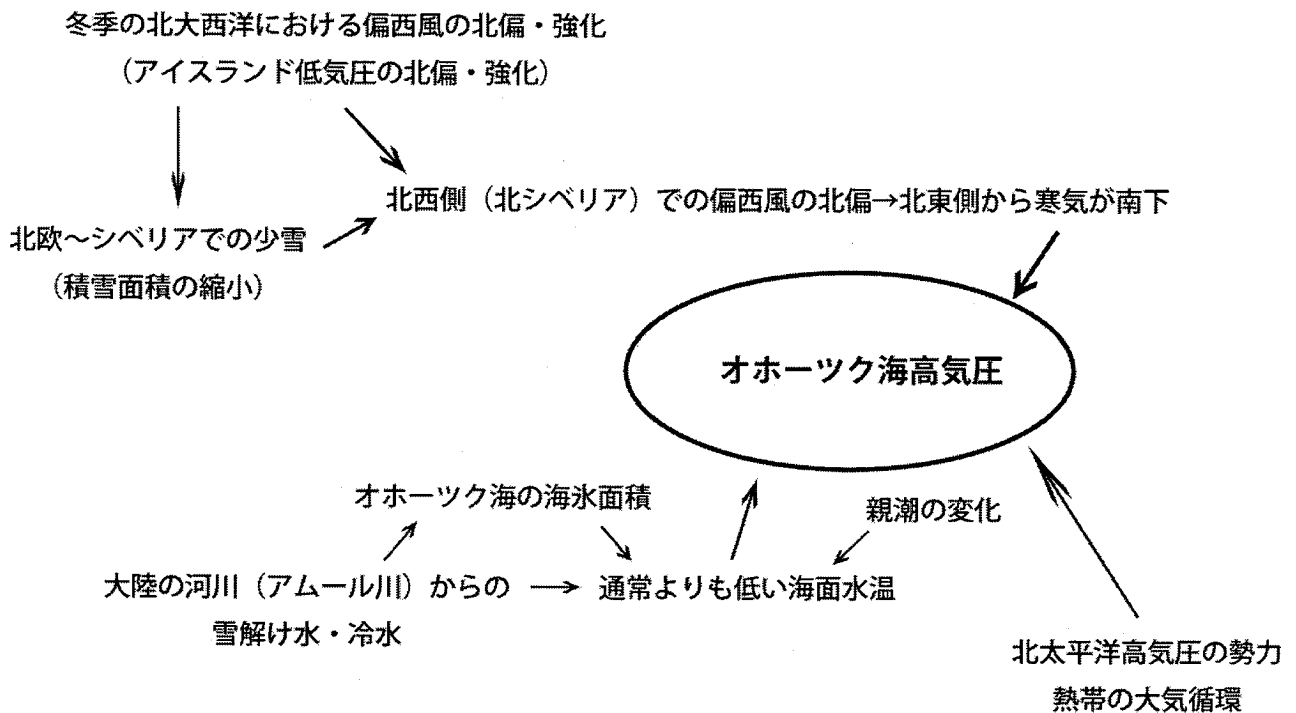 冬季の北大西洋における偏西風の北偏・強化
（アイスランド低気圧の北偏・強化）
北西側（北シベリア）での偏西風の北偏→北東側から寒気が南下
北欧～シベリアでの少雪
（積雪面積の縮小）
オホーツク海高気圧
オホーツク海の海氷面積
親潮の変化
大陸の河川（アムール川）からの
雪解け水・冷水
通常よりも低い海面水温
北太平洋高気圧の勢力
熱帯の大気循環